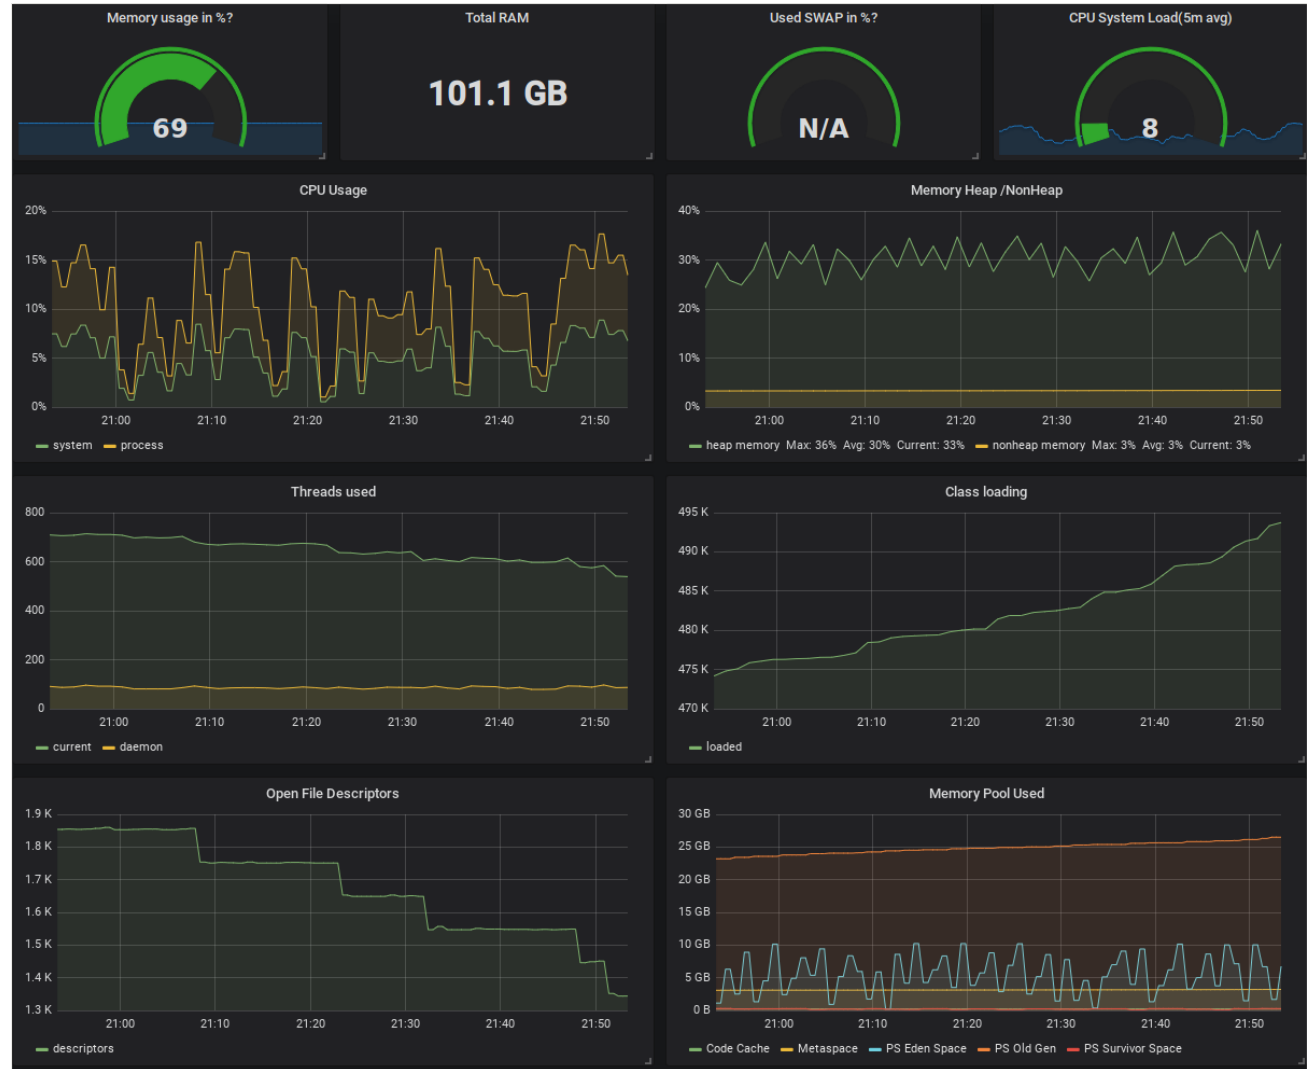 Memory usage in %?
69
Total RAM
101.1 GB
Used SWAP in %?
N/A
CPU System Load(5m avg)
8
CPU Usage
20%
15%
10%
5%
0%
21:00 21:10 21:20 21:30 21:40 21:50
system process
Memory Heap /NonHeap
40%
30%
20%
10%
0%
21:00 21:10 21:20 21:30 21:40 21:50
heap memory Max: 36% Avg: 30% Current: 33% nonheap memory Max: 3% Avg: 3% Current: 3%
Threads used
800
600
400
200
0
21:00 21:10 21:20 21:30 21:40 21:50
current daemon
Class loading
495 K
490 K
485 K
480 K
475 K
470 K
21:00 21:10 21:20 21:30 21:40 21:50
loaded
Open File Descriptors
1.9 K
1.8 K
1.7 K
1.6 K
1.5 K
1.4 K
1.3 K
21:00 21:10 21:20 21:30 21:40 21:50
descriptors
Memory Pool Used
30 GB
25 GB
20 GB
15 GB
10 GB
5 GB
0 B
21:00 21:10 21:20 21:30 21:40 21:50
Code Cache Metaspace PS Eden Space PS Old Gen PS Survivor Space